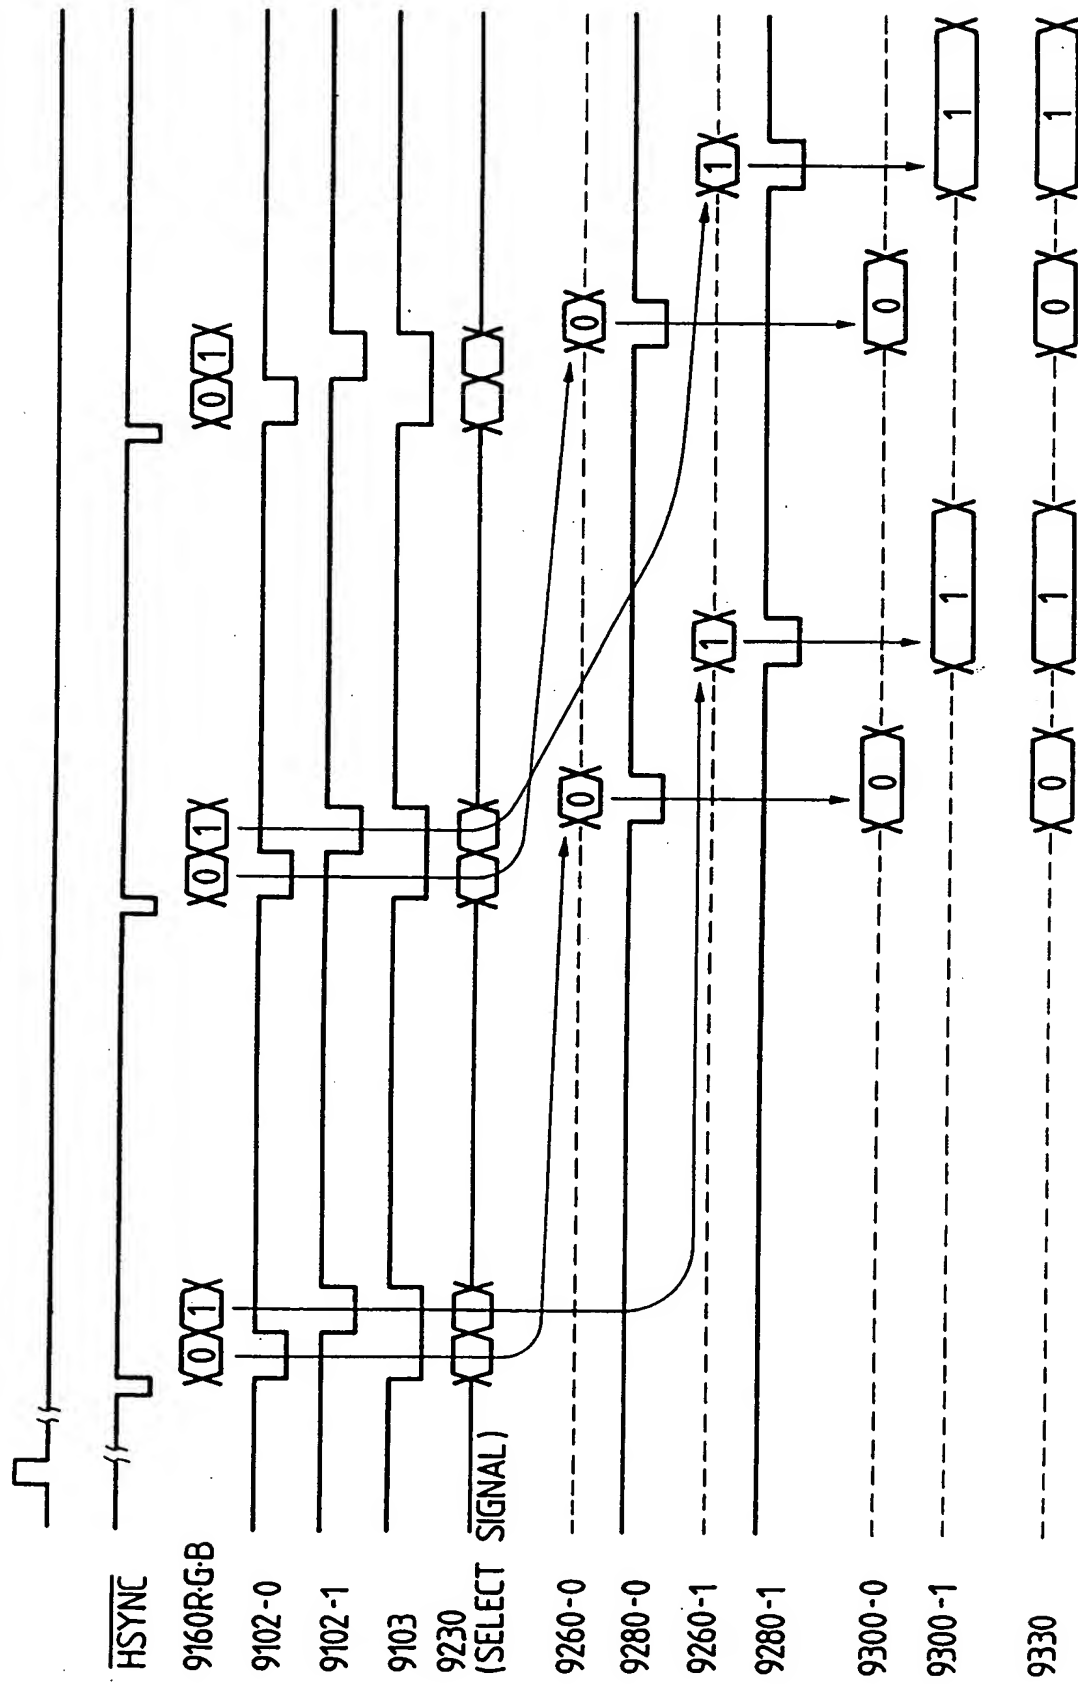 HSYNC
9160R·G·B 0 1 0 1 0 1
9102-0
9102-1
9103
9230
(SELECT SIGNAL)
9260-0 0 0
9280-0
9260-1 1 1
9280-1
9300-0 0 0
9300-1 1 1
9330 0 1 0 1